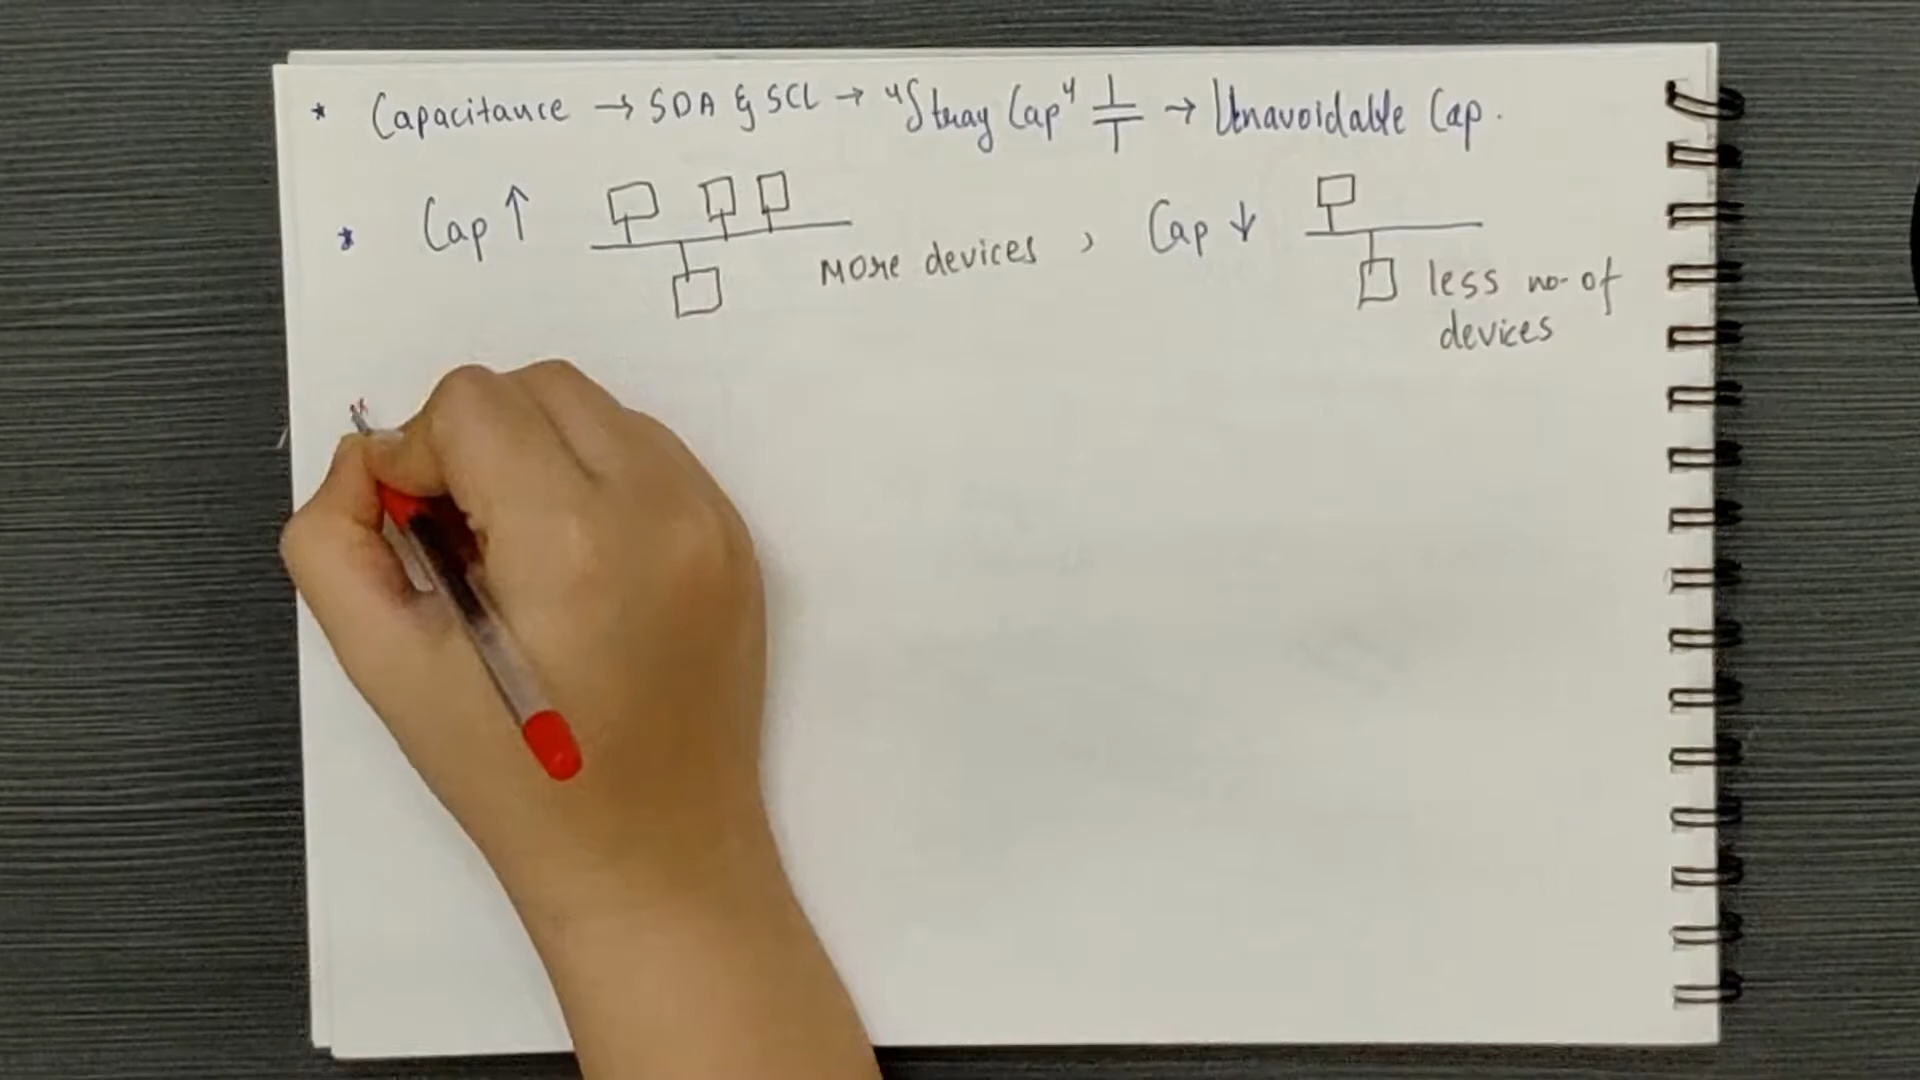 * Capacitance → SDA & SCL → "Stray Cap" → Unavoidable Cap.
* Cap ↑ More devices , Cap ↓ less no. of
devices